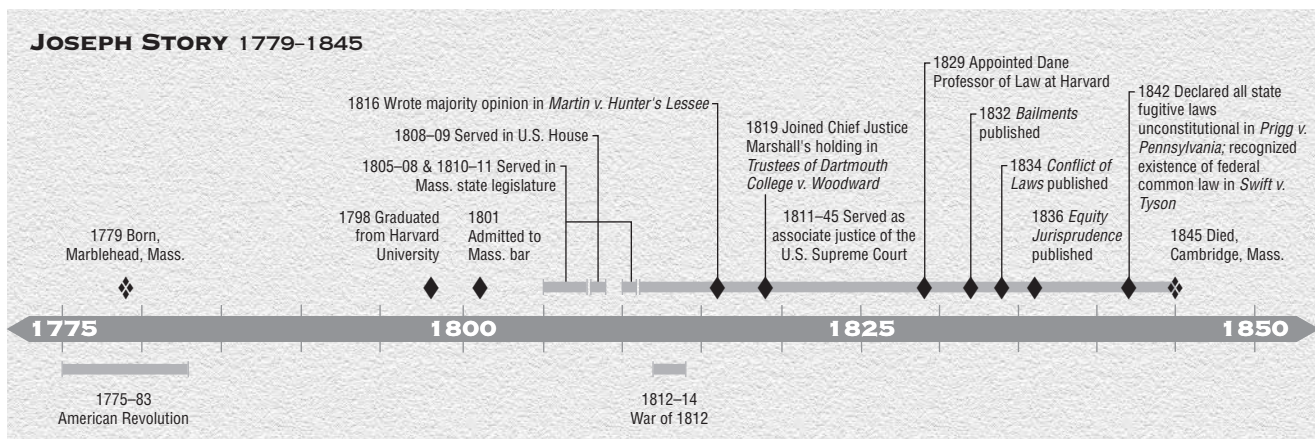 JOSEPH STORY 1779–1845
1829 Appointed Dane
Professor of Law at Harvard
1842 Declared all state
fugitive laws
unconstitutional in Prigg v.
Pennsylvania; recognized
existence of federal
common law in Swift v.
Tyson
1816 Wrote majority opinion in Martin v. Hunter's Lessee
1832 Bailments
published
1819 Joined Chief Justice
Marshall's holding in
Trustees of Dartmouth
College v. Woodward
1808–09 Served in U.S. House
1805–08 & 1810–11 Served in
Mass. state legislature
1834 Conflict of
Laws published
1798 Graduated
from Harvard
University
1801
Admitted to
Mass. bar
1811–45 Served as
associate justice of the
U.S. Supreme Court
1836 Equity
Jurisprudence
published
1779 Born,
Marblehead, Mass.
1845 Died,
Cambridge, Mass.
1775 1800 1825 1850
1775–83
American Revolution
1812–14
War of 1812